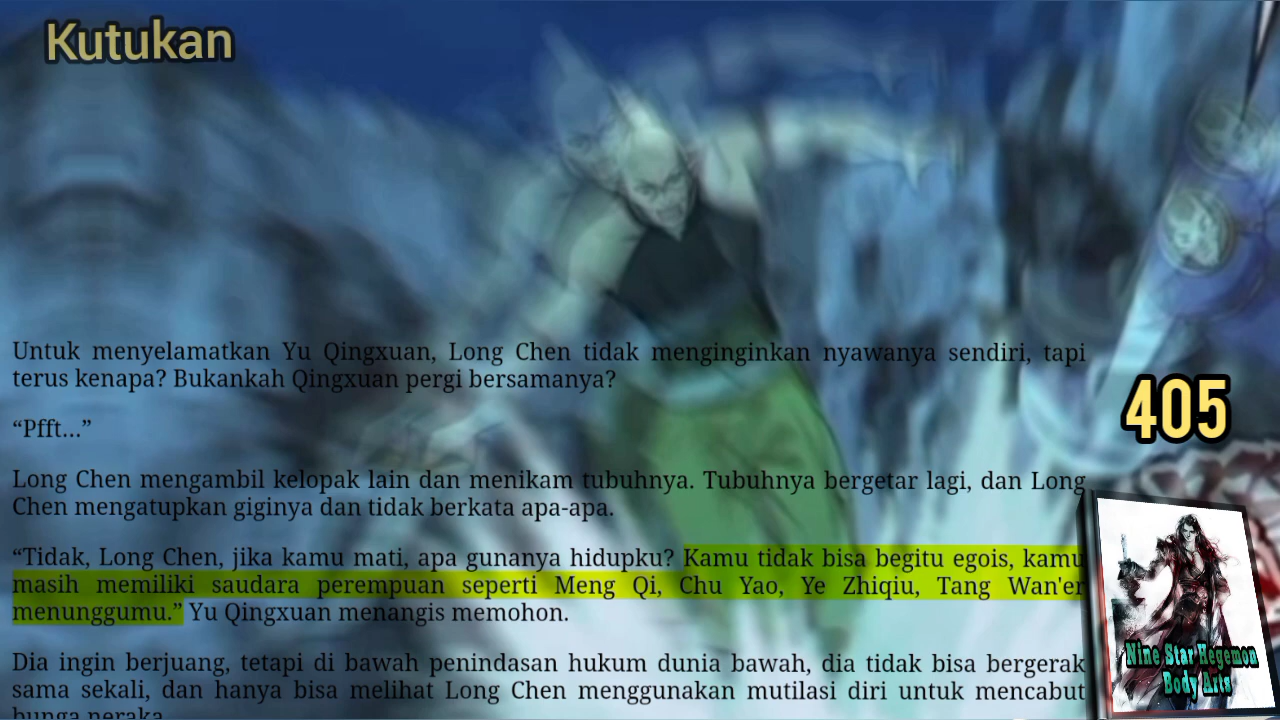 Kutukan
Untuk menyelamatkan Yu Qingxuan, Long Chen tidak menginginkan nyawanya sendiri, tapi
terus kenapa? Bukankah Qingxuan pergi bersamanya?
“Pfft…”
Long Chen mengambil kelopak lain dan menikam tubuhnya. Tubuhnya bergetar lagi, dan Long
Chen mengatupkan giginya dan tidak berkata apa-apa.
“Tidak, Long Chen, jika kamu mati, apa gunanya hidupku? Kamu tidak bisa begitu egois, kamu
masih memiliki saudara perempuan seperti Meng Qi, Chu Yao, Ye Zhiqiu, Tang Wan'er
menunggumu.” Yu Qingxuan menangis memohon.
Dia ingin berjuang, tetapi di bawah penindasan hukum dunia bawah, dia tidak bisa bergerak
sama sekali, dan hanya bisa melihat Long Chen menggunakan mutilasi diri untuk mencabut
bunga neraka
405
Nine Star Hegemon
Body Arts